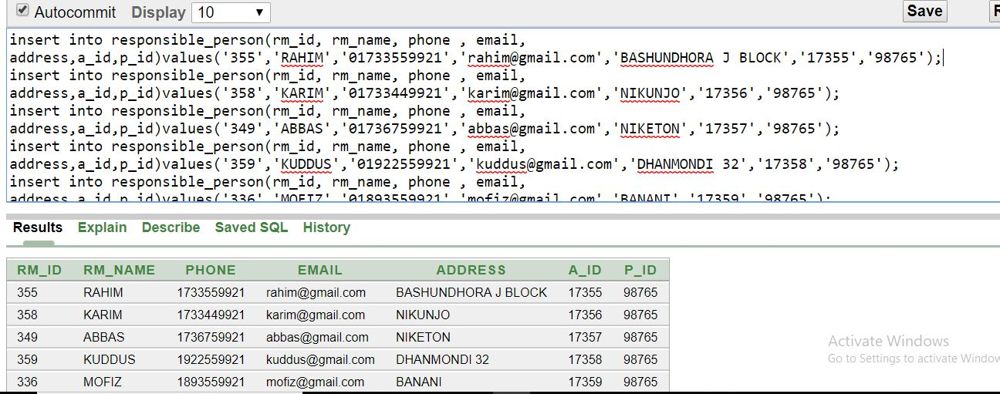 Autocommit Display 10 Save R
insert into responsible_person(rm_id, rm_name, phone , email,
address,a_id,p_id)values('355','RAHIM','01733559921','rahim@gmail.com','BASHUNDHORA J BLOCK','17355','98765');
insert into responsible_person(rm_id, rm_name, phone , email,
address,a_id,p_id)values('358','KARIM','01733449921','karim@gmail.com','NIKUNJO','17356','98765');
insert into responsible_person(rm_id, rm_name, phone , email,
address,a_id,p_id)values('349','ABBAS','01736759921','abbas@gmail.com','NIKETON','17357','98765');
insert into responsible_person(rm_id, rm_name, phone , email,
address,a_id,p_id)values('359','KUDDUS','01922559921','kuddus@gmail.com','DHANMONDI 32','17358','98765');
insert into responsible_person(rm_id, rm_name, phone , email,
address,a_id,p_id)values('336','MOFIZ','01893559921','mofiz@gmail.com','BANANI','17359','98765');
Results Explain Describe Saved SQL History
RM_ID RM_NAME PHONE EMAIL ADDRESS A_ID P_ID
355 RAHIM 1733559921 rahim@gmail.com BASHUNDHORA J BLOCK 17355 98765
358 KARIM 1733449921 karim@gmail.com NIKUNJO 17356 98765
349 ABBAS 1736759921 abbas@gmail.com NIKETON 17357 98765
359 KUDDUS 1922559921 kuddus@gmail.com DHANMONDI 32 17358 98765
336 MOFIZ 1893559921 mofiz@gmail.com BANANI 17359 98765
Activate Windows
Go to Settings to activate Window